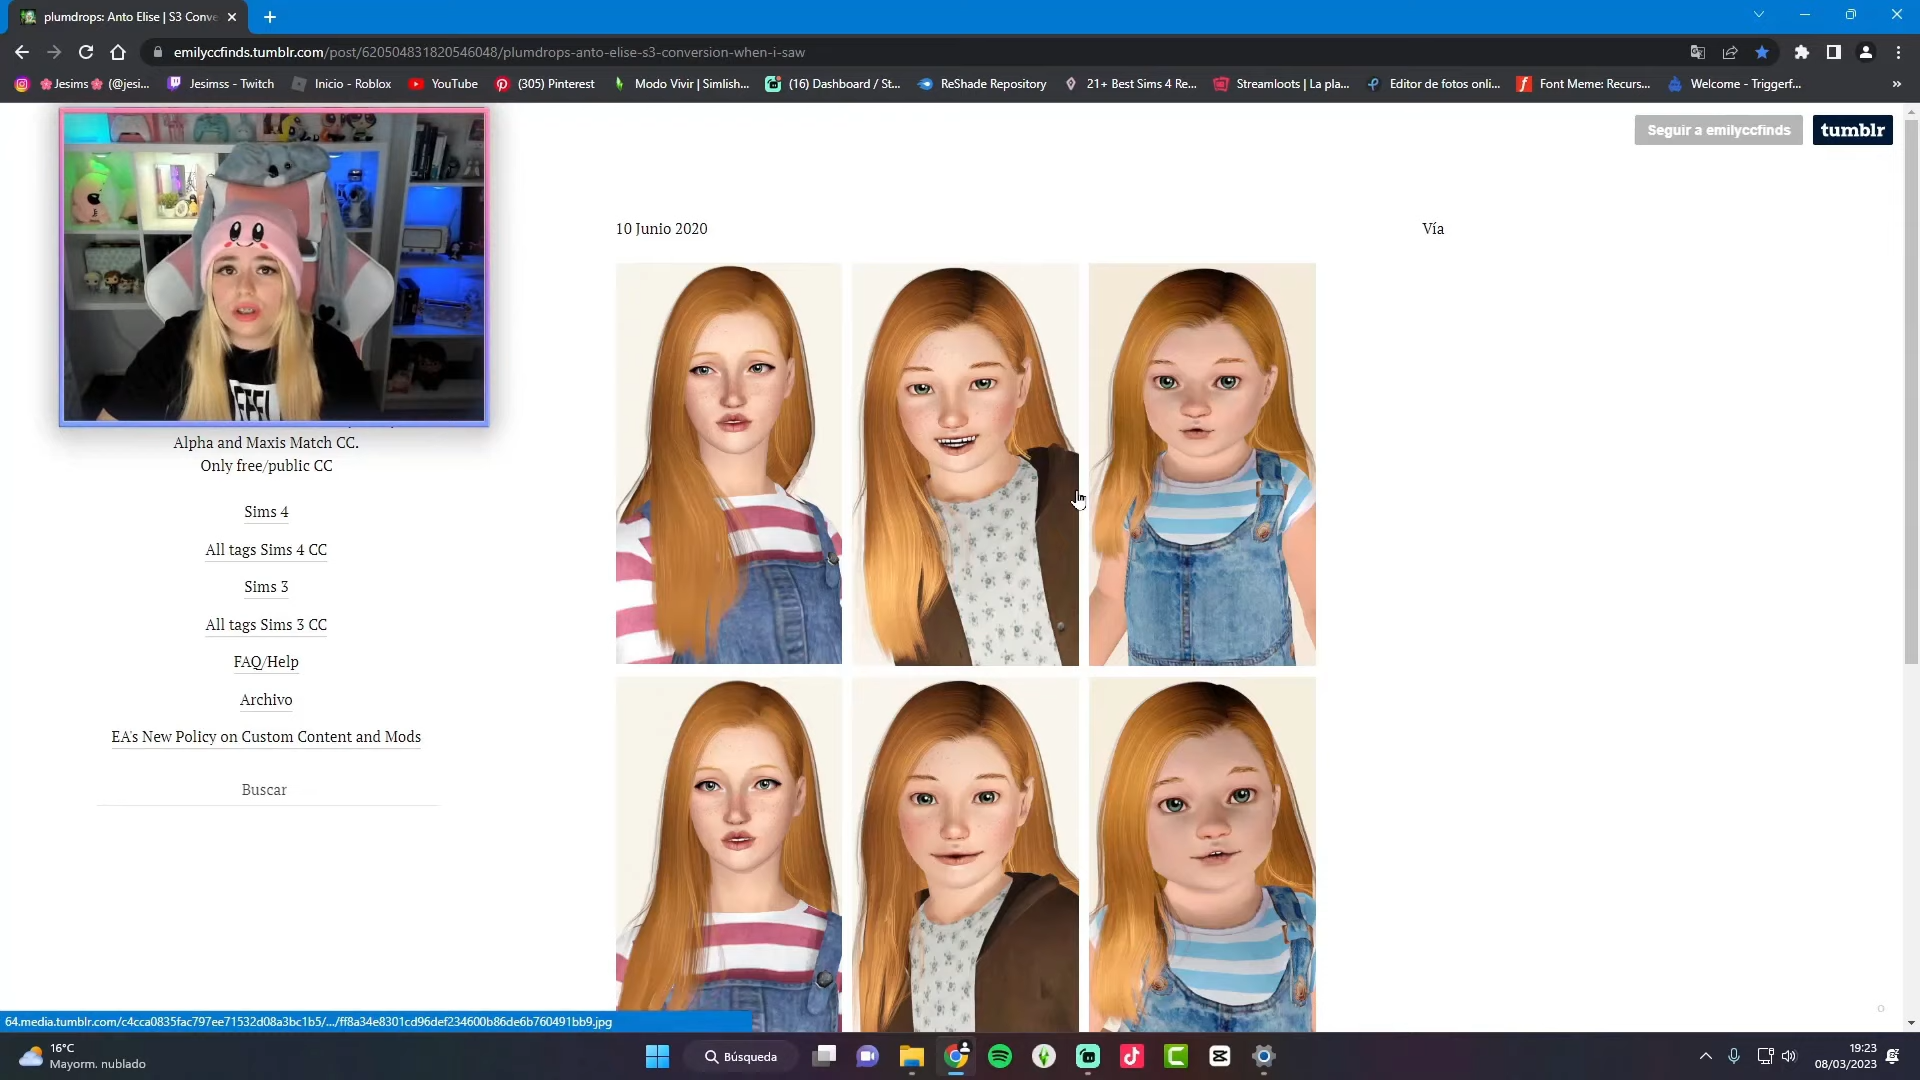 plumdrops: Anto Elise | S3 Conve
emilyccfinds.tumblr.com/post/620504831820546048/plumdrops-anto-elise-s3-conversion-when-i-saw
🌸Jesims🌸 (@jesi...
Jesimss - Twitch
Inicio - Roblox
YouTube
(305) Pinterest
Modo Vivir | Simlish...
(16) Dashboard / St...
ReShade Repository
21+ Best Sims 4 Re...
Streamloots | La pla...
Editor de fotos onli...
Font Meme: Recurs...
Welcome - Triggerf...
Seguir a emilyccfinds
tumblr
10 Junio 2020
Vía
Alpha and Maxis Match CC.
Only free/public CC
Sims 4
All tags Sims 4 CC
Sims 3
All tags Sims 3 CC
FAQ/Help
Archivo
EA's New Policy on Custom Content and Mods
Buscar
64.media.tumblr.com/c4cca0835fac797ee71532d08a3bc1b5/.../ff8a34e8301cd96def234600b86de6b760491bb9.jpg
16°C
Mayorm. nublado
Búsqueda
19:23
08/03/2023